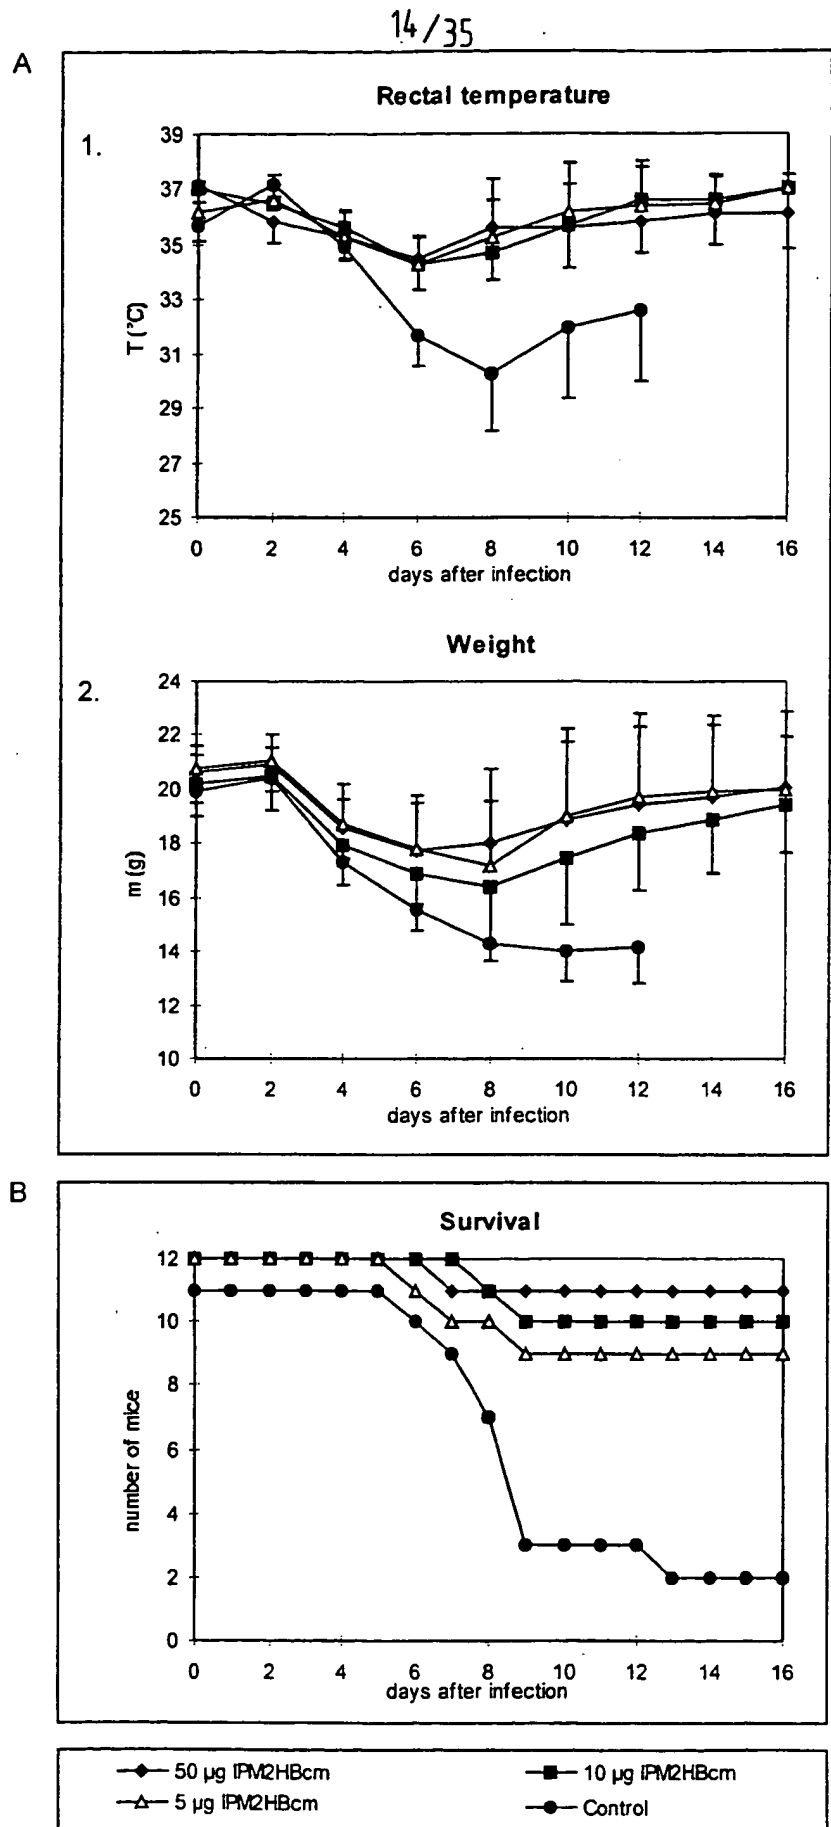 14/35
A
Rectal temperature
1.
39
37
35
33
31
29
27
25
T (°C)
0 2 4 6 8 10 12 14 16
days after infection
Weight
2.
24
22
20
18
16
14
12
10
m (g)
0 2 4 6 8 10 12 14 16
days after infection
B
Survival
12
10
8
6
4
2
0
number of mice
0 2 4 6 8 10 12 14 16
days after infection
50 µg IPM2HBcm
10 µg IPM2HBcm
5 µg IPM2HBcm
Control